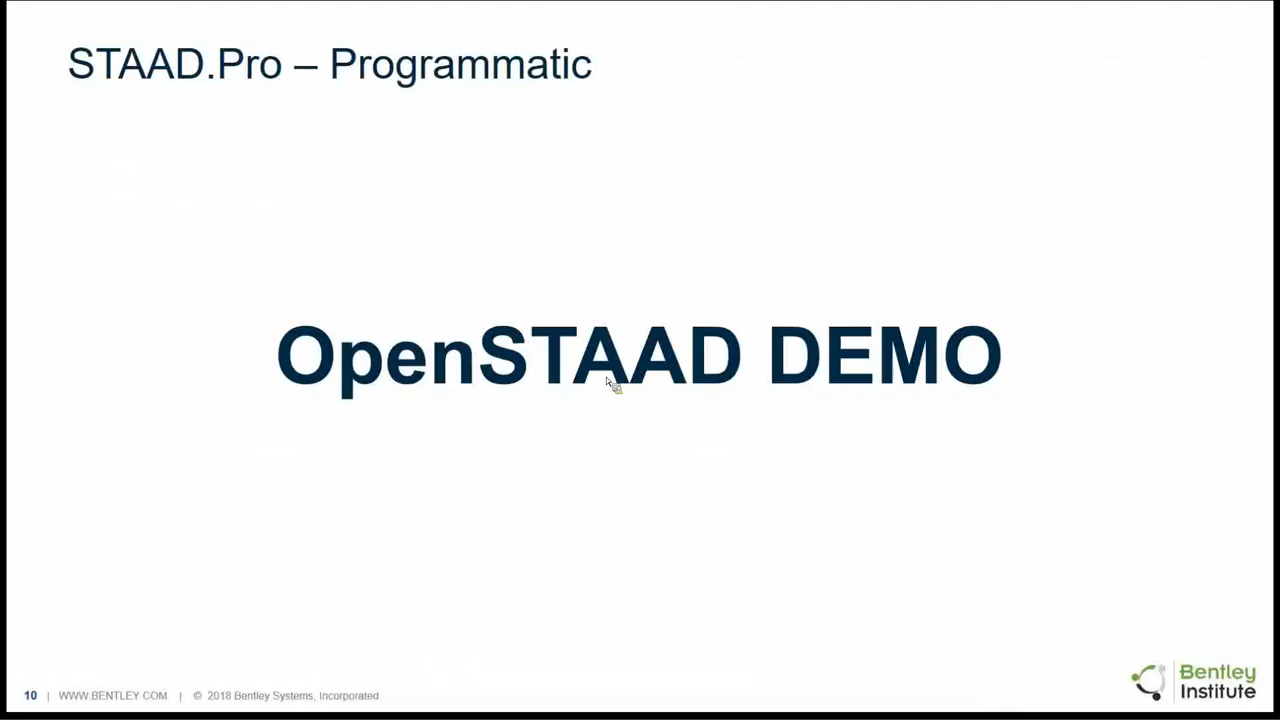 STAAD.Pro – Programmatic
OpenSTAAD DEMO
10 | WWW.BENTLEY.COM | © 2018 Bentley Systems, Incorporated
Bentley
Institute